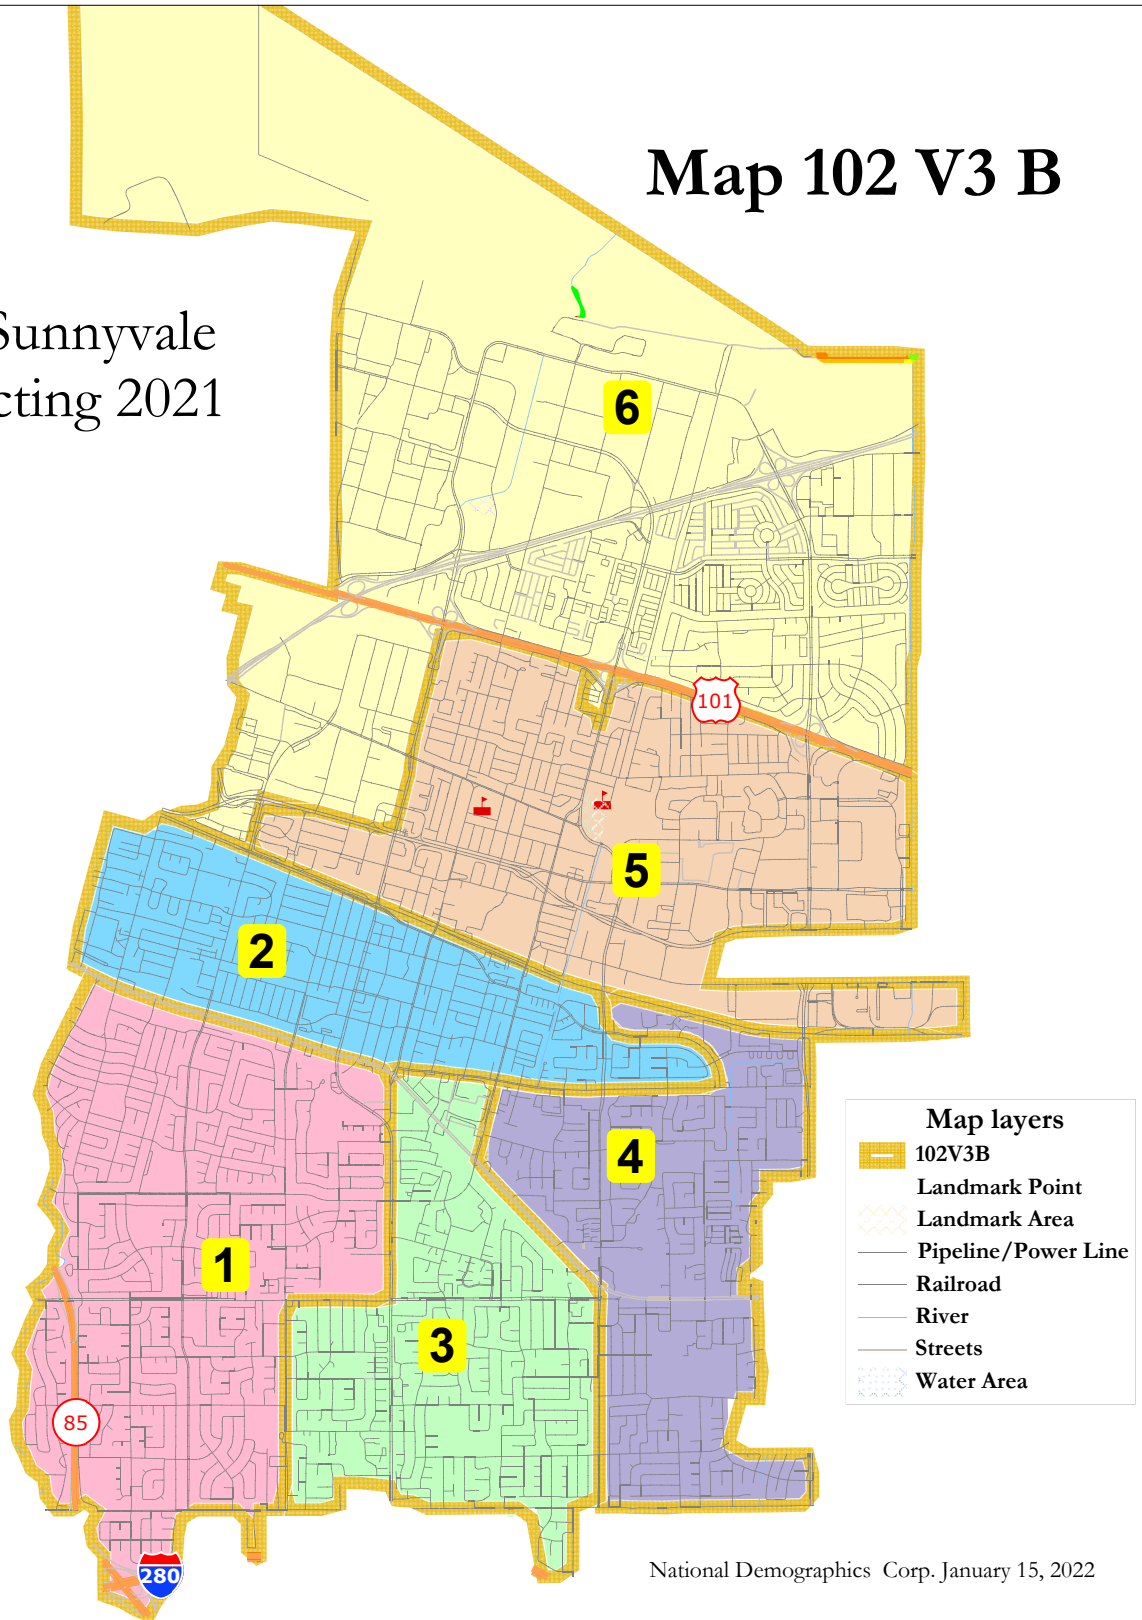 Map 102 V3 B
Sunnyvale
cting 2021
6
101
5
2
4
1
3
85
280
Map layers
102V3B
Landmark Point
Landmark Area
Pipeline/Power Line
Railroad
River
Streets
Water Area
National Demographics Corp. January 15, 2022